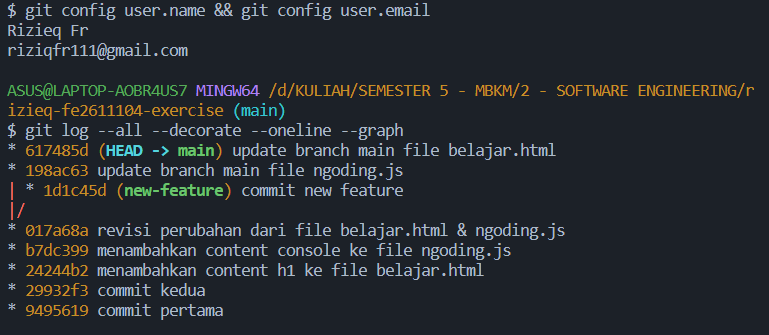 $ git config user.name && git config user.email
Rizieq Fr
riziqfr111@gmail.com
ASUS@LAPTOP-AOBR4US7 MINGW64 /d/KULIAH/SEMESTER 5 - MBKM/2 - SOFTWARE ENGINEERING/r
izieq-fe2611104-exercise (main)
$ git log --all --decorate --oneline --graph
* 617485d (HEAD -> main) update branch main file belajar.html
* 198ac63 update branch main file ngoding.js
| * 1d1c45d (new-feature) commit new feature
|/
* 017a68a revisi perubahan dari file belajar.html & ngoding.js
* b7dc399 menambahkan content console ke file ngoding.js
* 24244b2 menambahkan content h1 ke file belajar.html
* 29932f3 commit kedua
* 9495619 commit pertama